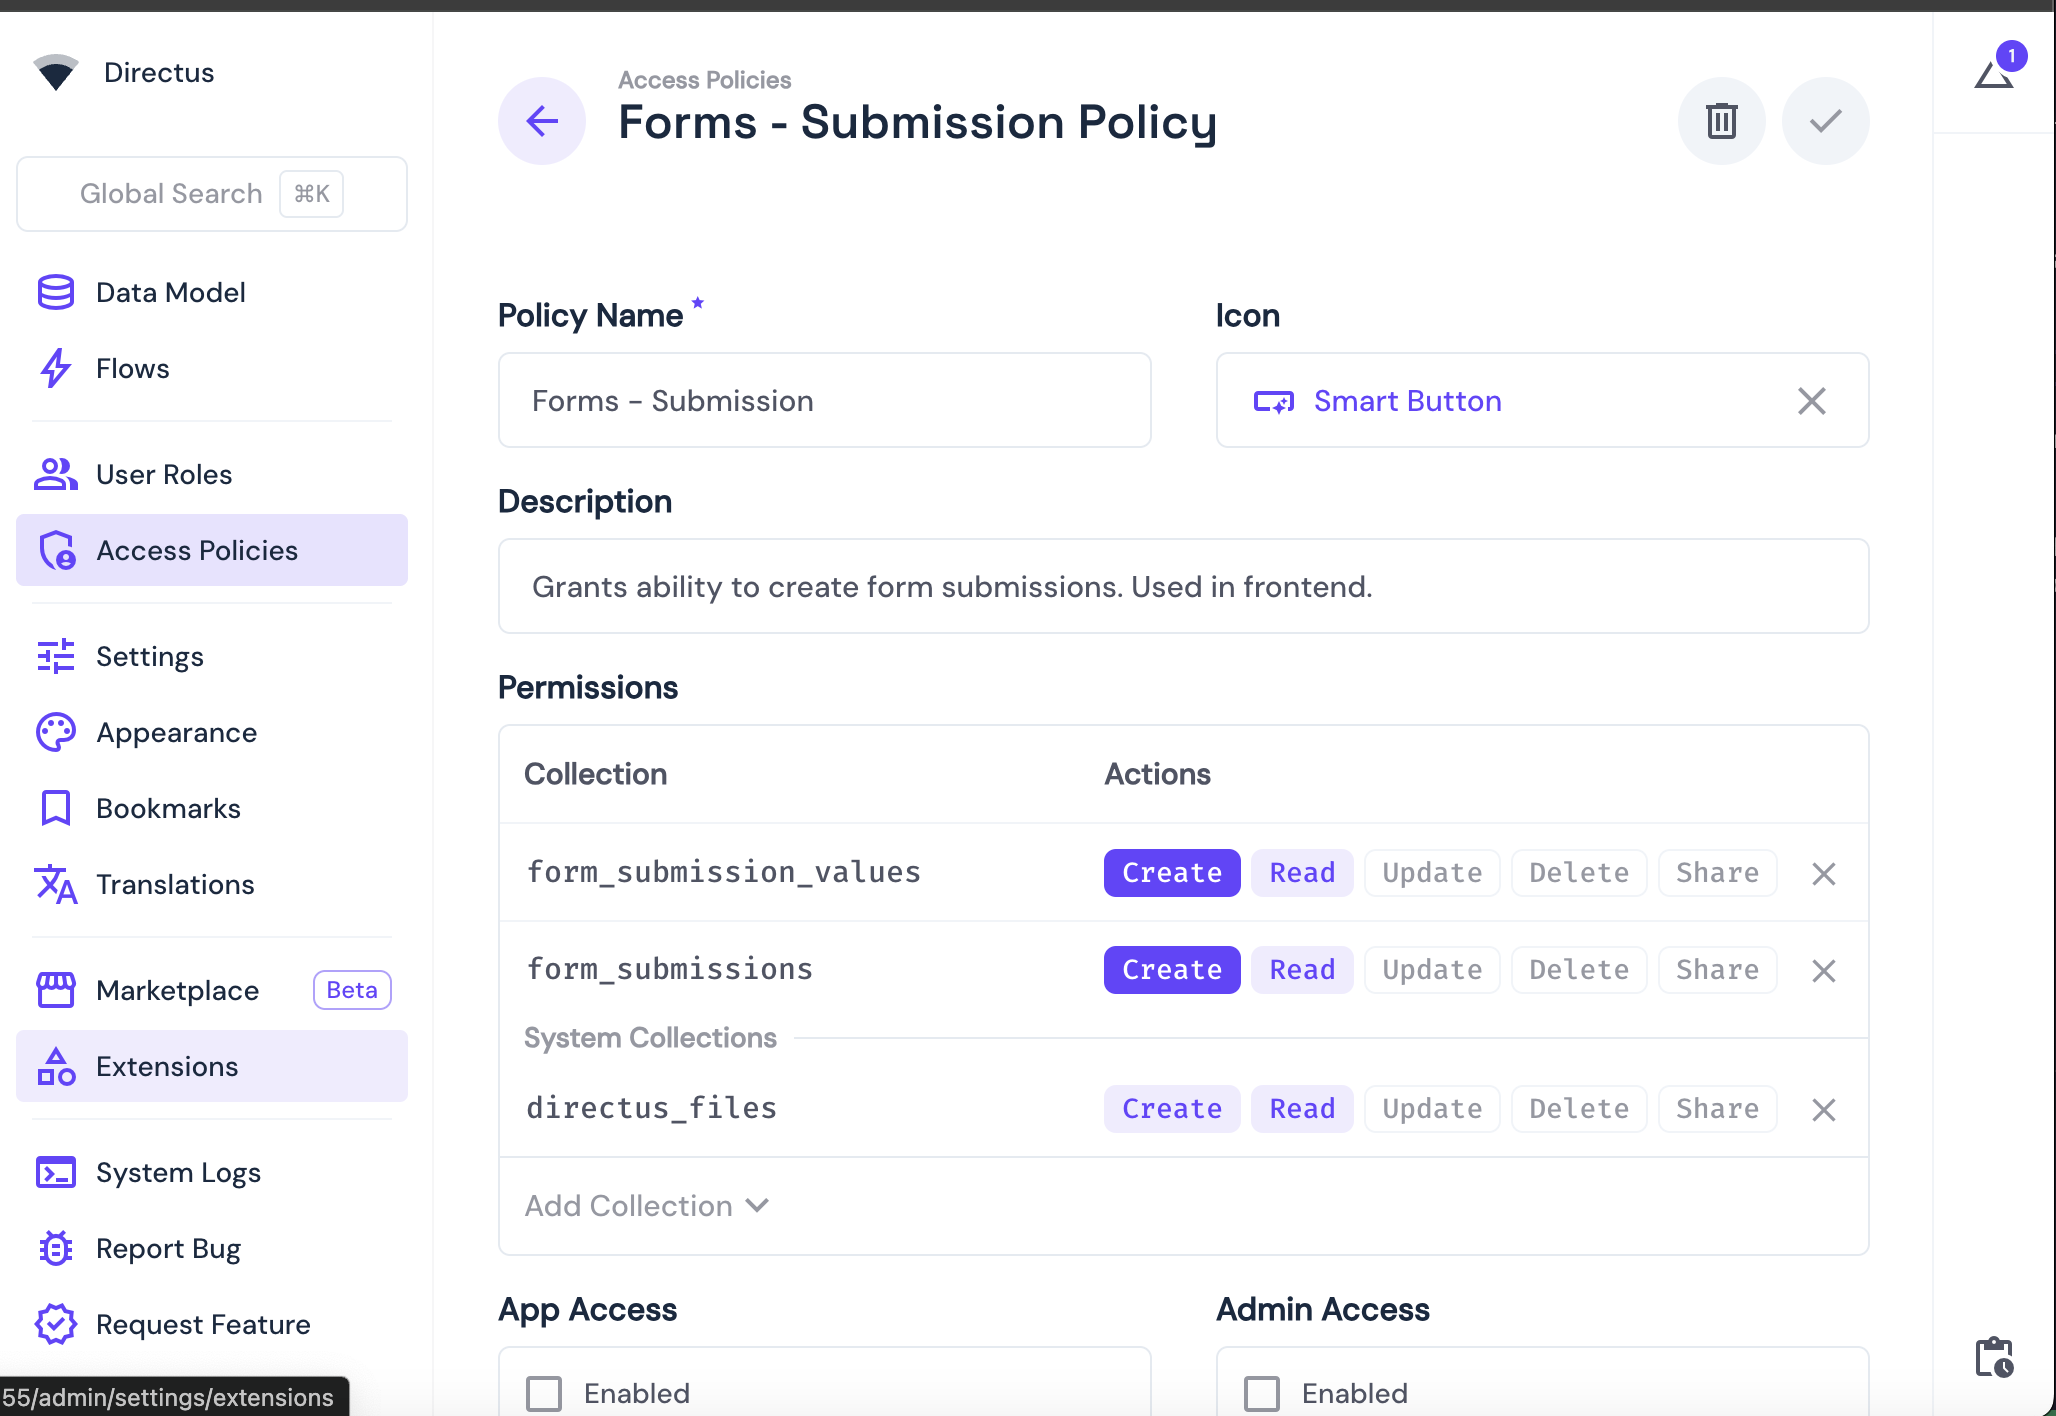 Directus
Global Search ⌘K
Data Model
Flows
User Roles
Access Policies
Settings
Appearance
Bookmarks
Translations
Marketplace Beta
Extensions
System Logs
Report Bug
Request Feature
55/admin/settings/extensions
Access Policies
Forms - Submission Policy
1
Policy Name *
Forms – Submission
Icon
Smart Button
Description
Grants ability to create form submissions. Used in frontend.
Permissions
Collection Actions
form_submission_values Create Read Update Delete Share
form_submissions Create Read Update Delete Share
System Collections
directus_files Create Read Update Delete Share
Add Collection
App Access
Enabled
Admin Access
Enabled